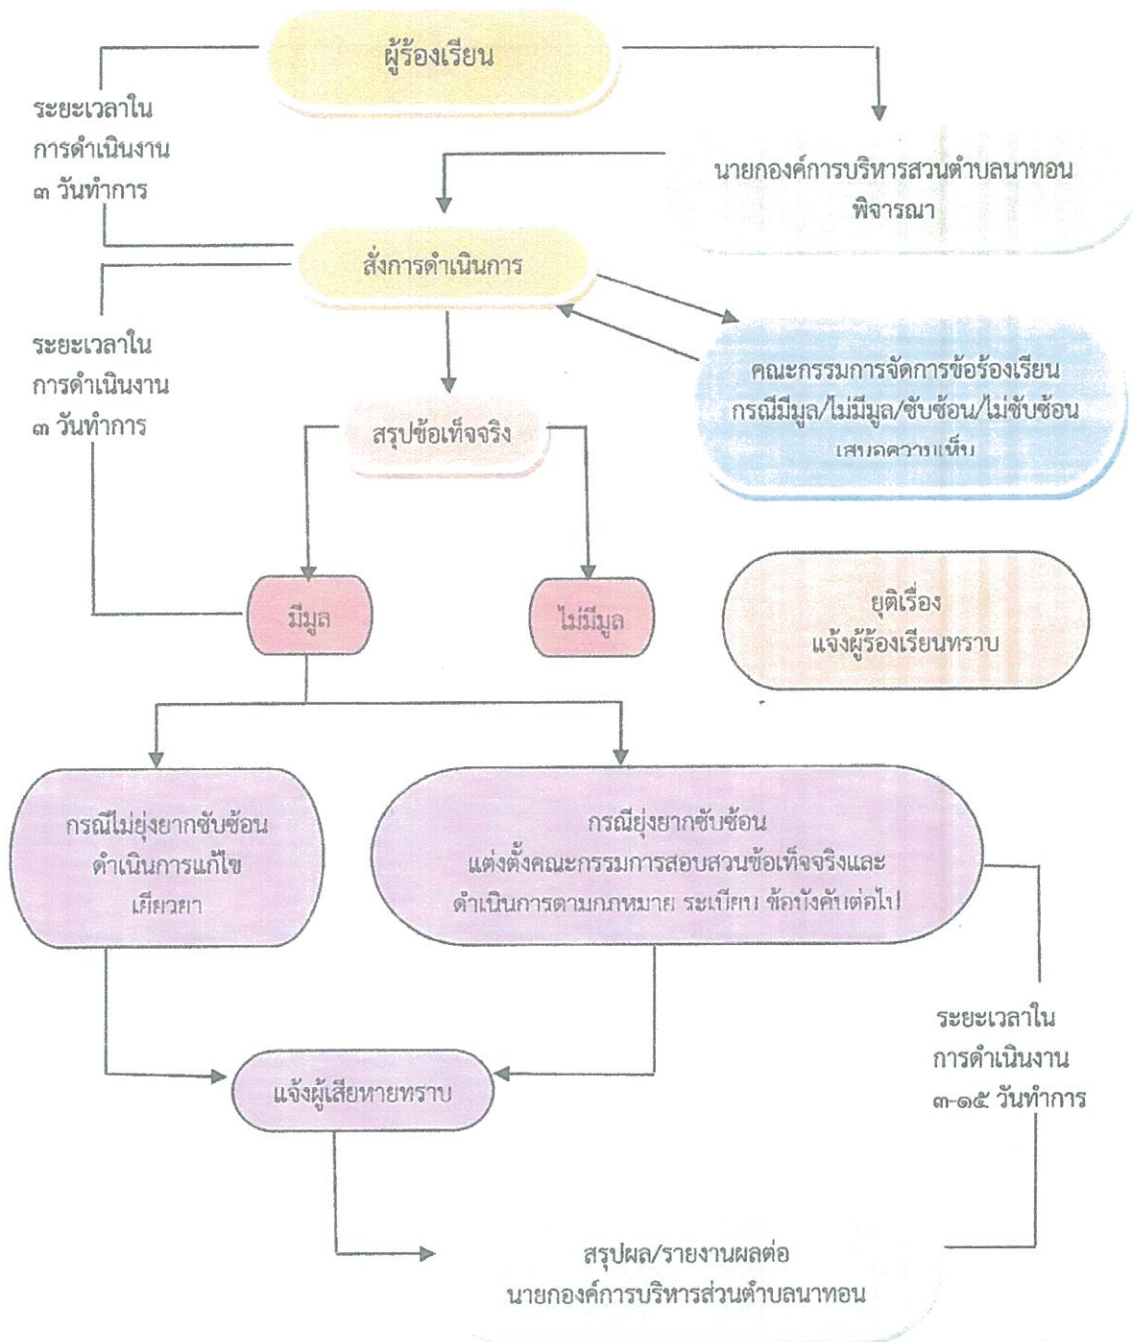 ผู้ร้องเรียน
ระยะเวลาใน
การดำเนินงาน
๓ วันทำการ
นายกองค์การบริหารสวนตำบลนาทอน
พิจารณา
สั่งการดำเนินการ
ระยะเวลาใน
การดำเนินงาน
๓ วันทำการ
คณะกรรมการจัดการข้อร้องเรียน
กรณีมีมูล/ไม่มีมูล/ซับซ้อน/ไม่ซับซ้อน
เสนอความเห็น
สรุปข้อเท็จจริง
มีมูล
ไม่มีมูล
ยุติเรื่อง
แจ้งผู้ร้องเรียนทราบ
กรณีไม่ยุ่งยากซับซ้อน
ดำเนินการแก้ไข
เยียวยา
กรณียุ่งยากซับซ้อน
แต่งตั้งคณะกรรมการสอบสวนข้อเท็จจริงและ
ดำเนินการตามกฎหมาย ระเบียบ ข้อบังคับต่อไป
ระยะเวลาใน
การดำเนินงาน
๓-๑๕ วันทำการ
แจ้งผู้เสียหายทราบ
สรุปผล/รายงานผลต่อ
นายกองค์การบริหารส่วนตำบลนาทอน